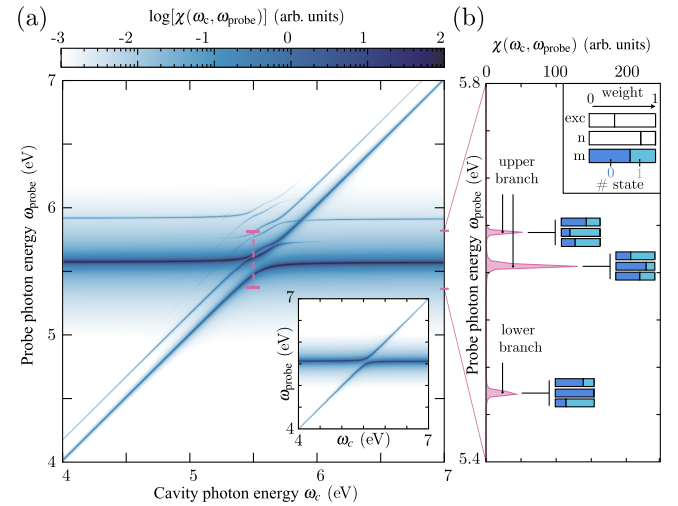 (a)
log[χ(ωc, ωprobe)] (arb. units)
-3 -2 -1 0 1 2
7
6
5
4
Probe photon energy ωprobe (eV)
4 5 6 7
Cavity photon energy ωc (eV)
7
4
ωprobe (eV)
4 7
ωc (eV)
(b)
χ(ωc, ωprobe) (arb. units)
0 100 200
5.8
5.4
Probe photon energy ωprobe (eV)
weight
0 1
exc
n
m
0 1
# state
upper
branch
lower
branch